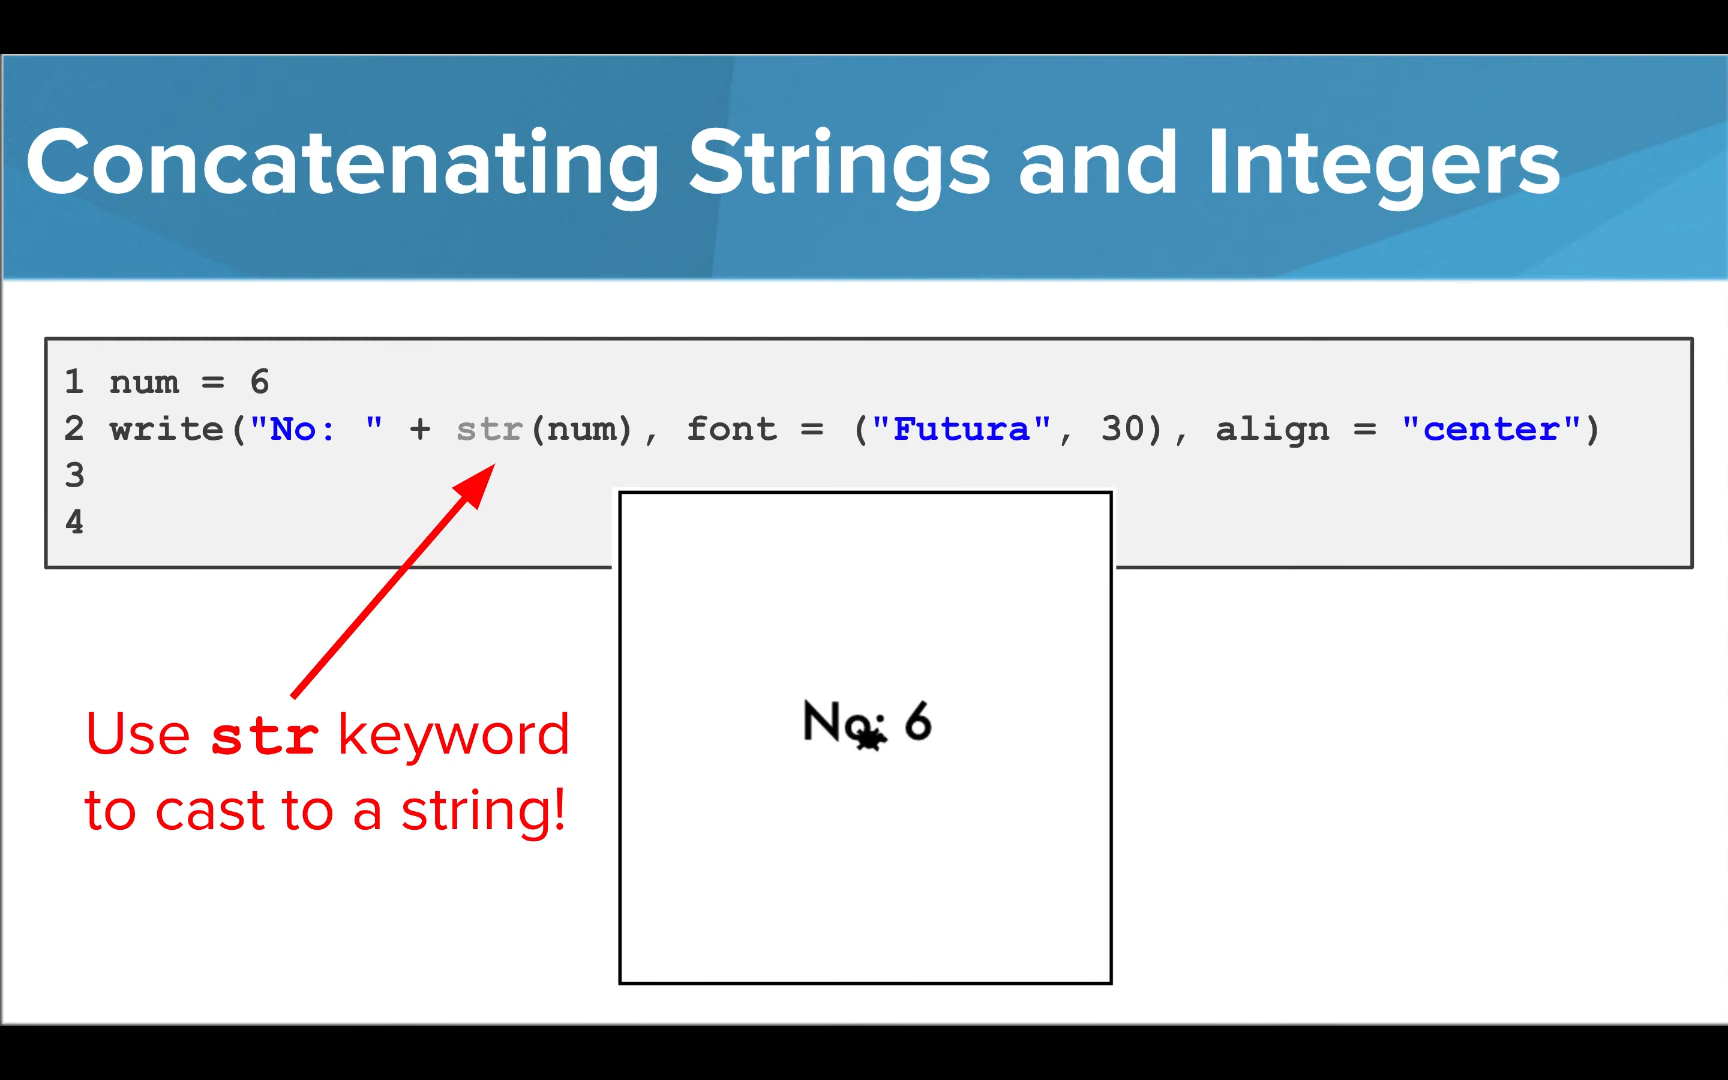 Concatenating Strings and Integers
1 num = 6
2 write("No: " + str(num), font = ("Futura", 30), align = "center")
3
4
No: 6
Use str keyword
to cast to a string!